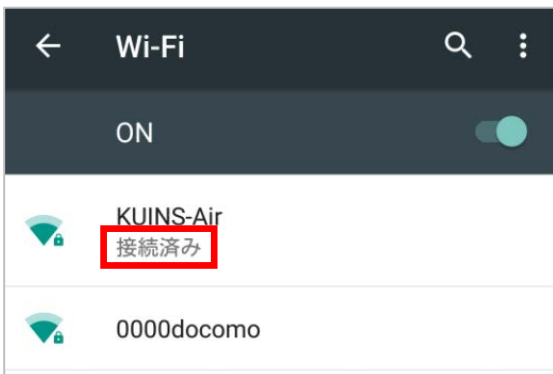 Wi-Fi
ON
KUINS-Air
接続済み
0000docomo